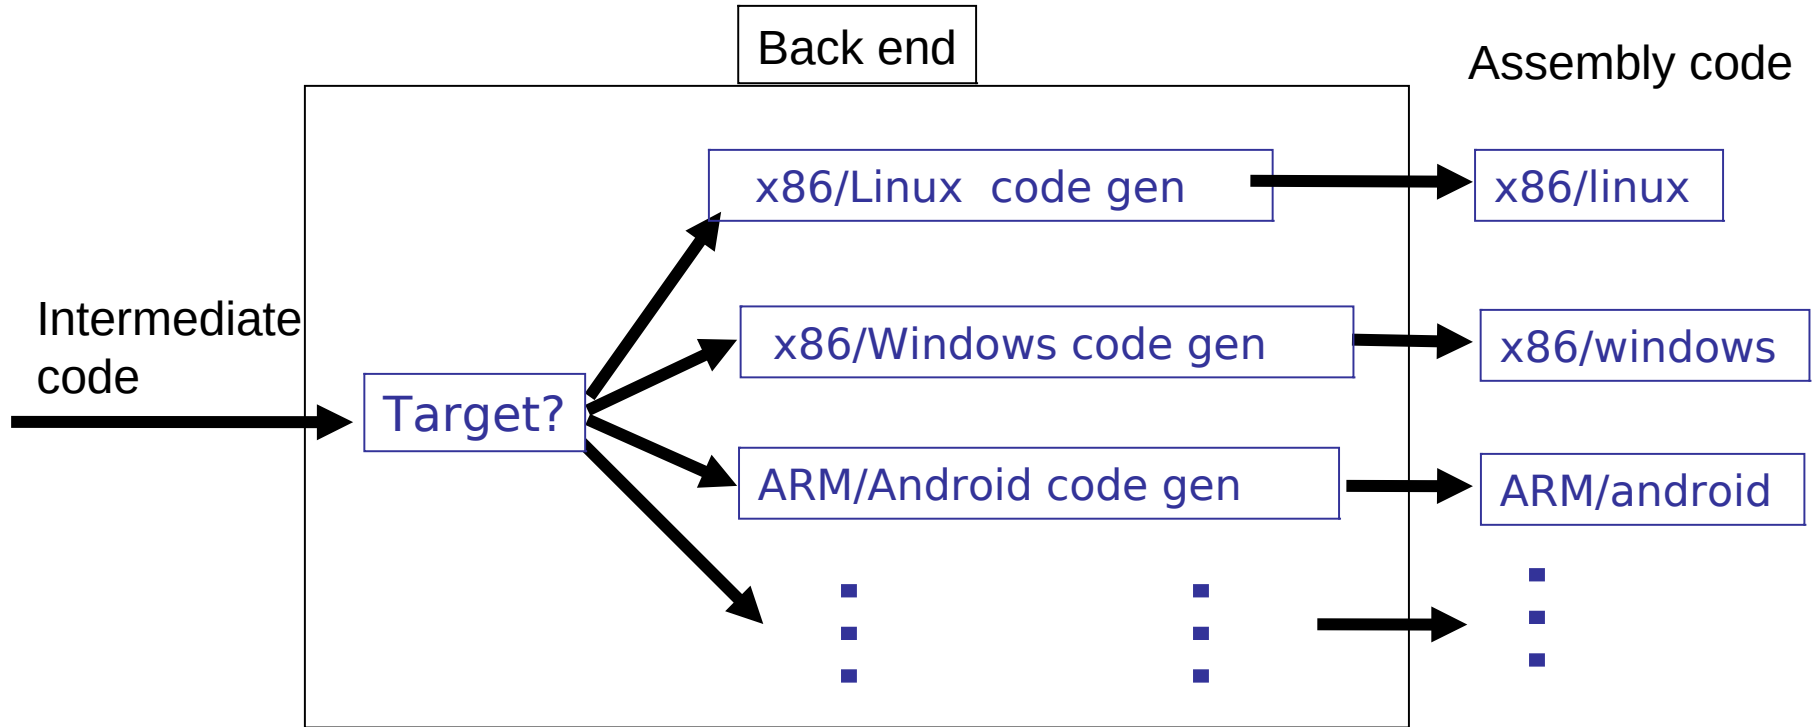 Back end
Assembly code
x86/Linux  code gen
x86/linux
Intermediate
code
x86/Windows code gen
x86/windows
Target?
ARM/Android code gen
ARM/android